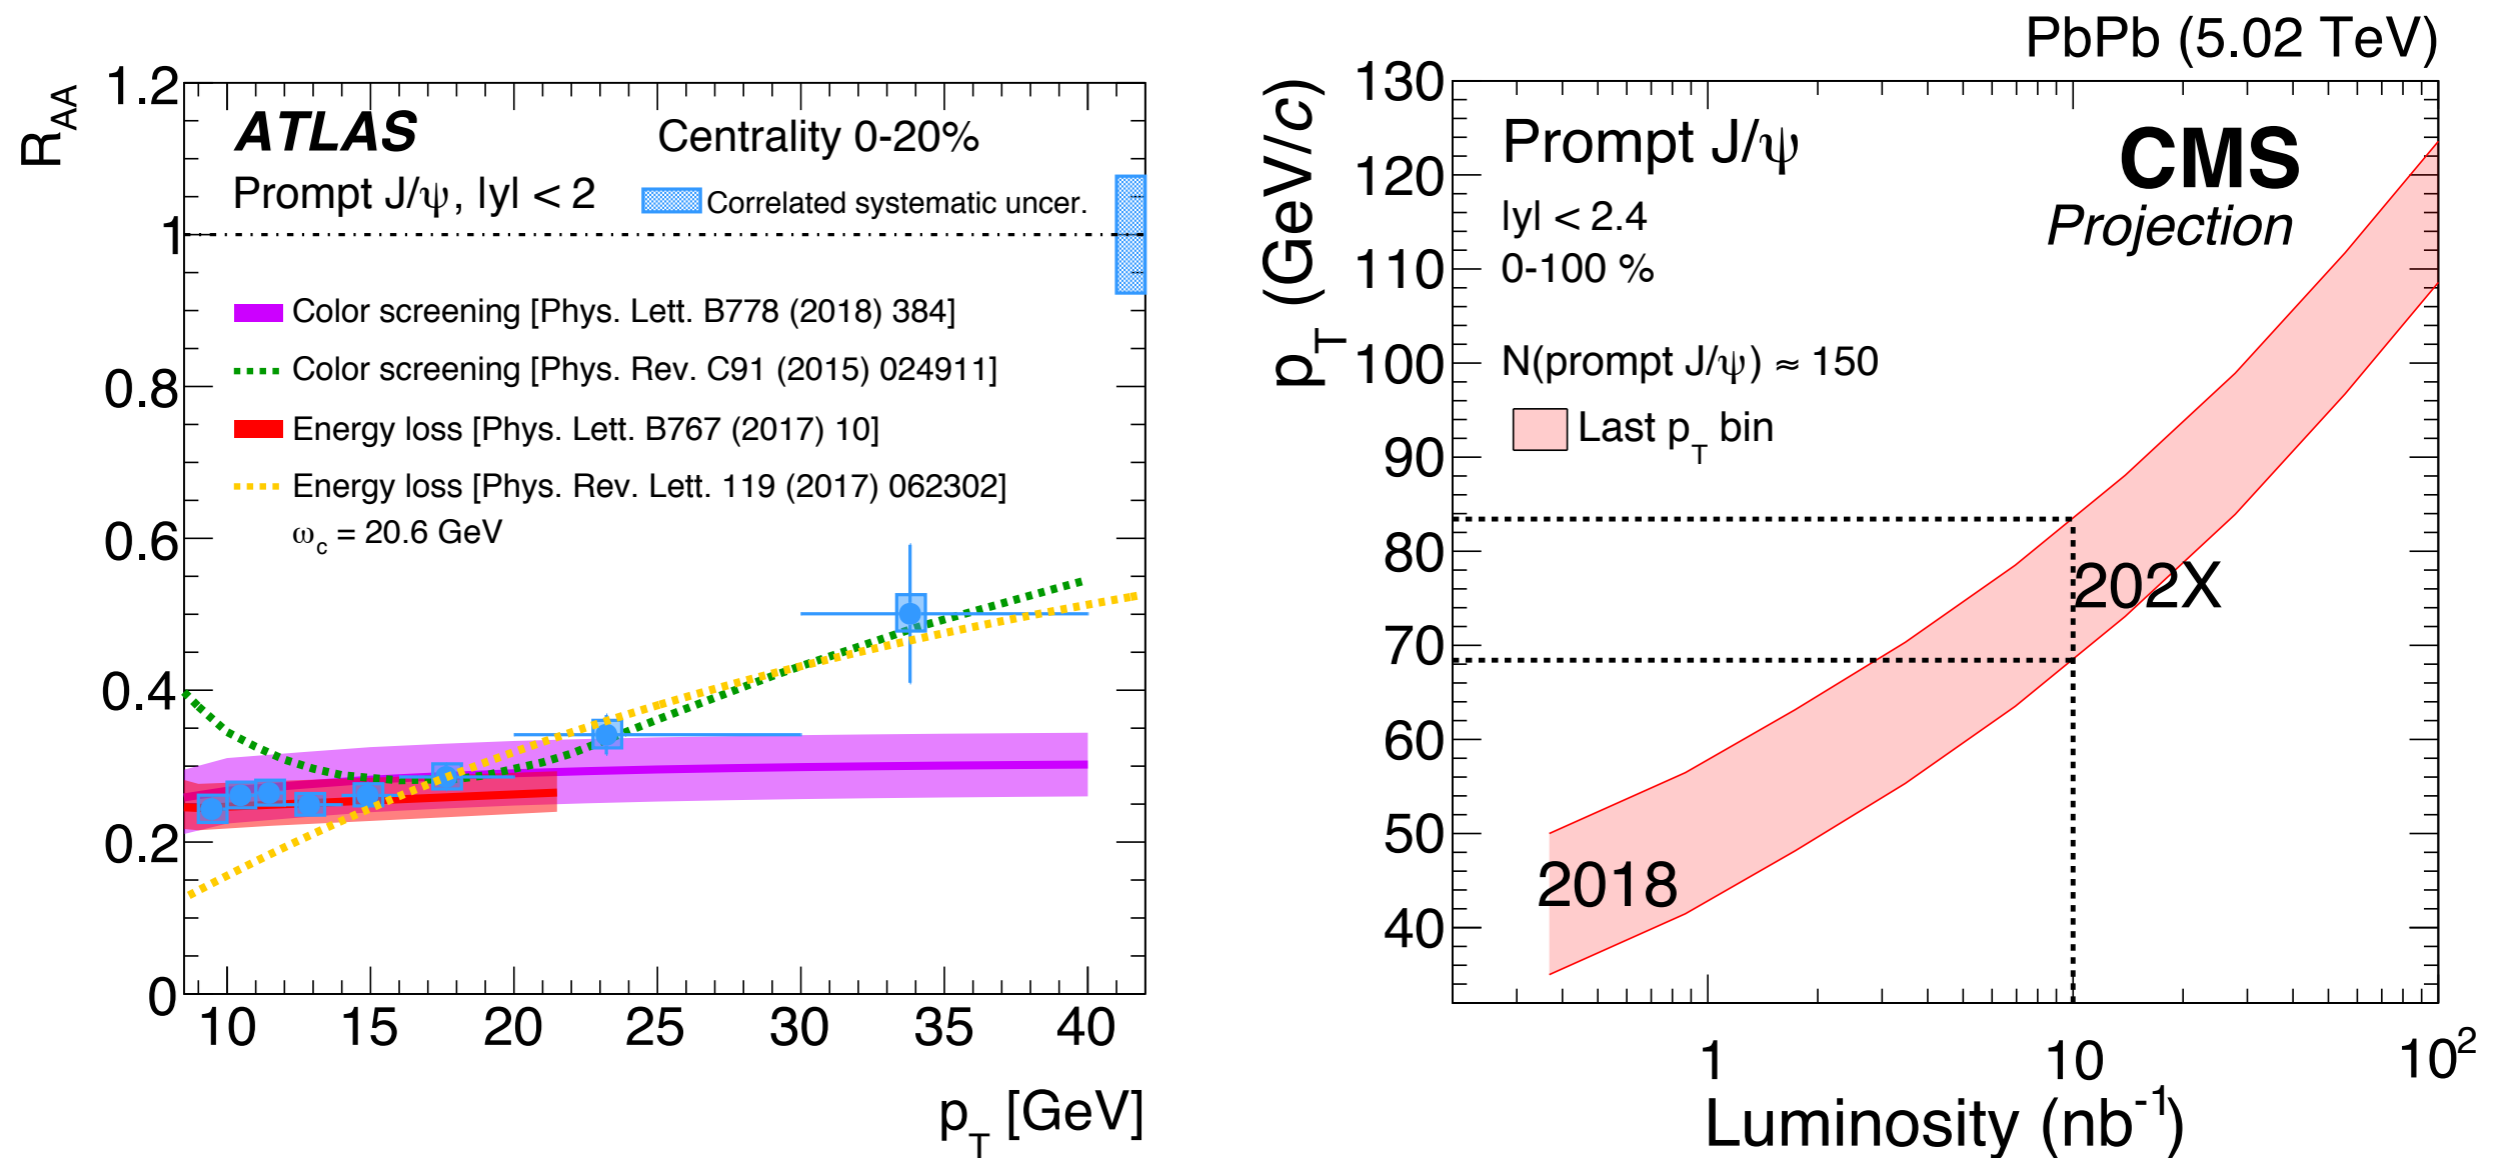 R_AA
1.2
1
0.8
0.6
0.4
0.2
0
ATLAS
Centrality 0-20%
Prompt J/ψ, |y| < 2
Correlated systematic uncer.
Color screening [Phys. Lett. B778 (2018) 384]
Color screening [Phys. Rev. C91 (2015) 024911]
Energy loss [Phys. Lett. B767 (2017) 10]
Energy loss [Phys. Rev. Lett. 119 (2017) 062302]
ω_c = 20.6 GeV
10 15 20 25 30 35 40
p_T [GeV]
PbPb (5.02 TeV)
p_T (GeV/c)
130
120
110
100
90
80
70
60
50
40
Prompt J/ψ
CMS
Projection
|y| < 2.4
0-100 %
N(prompt J/ψ) ≈ 150
Last p_T bin
202X
2018
1 10 10²
Luminosity (nb⁻¹)